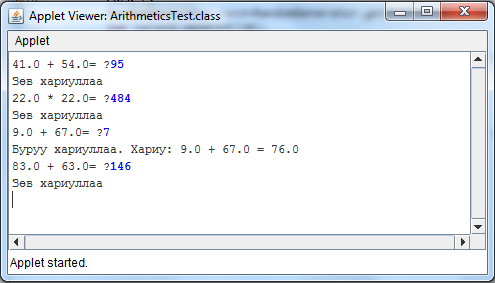 Applet Viewer: ArithmeticsTest.class
Applet
41.0 + 54.0= ?95
Зөв хариуллаа
22.0 * 22.0= ?484
Зөв хариуллаа
9.0 + 67.0= ?7
Буруу хариуллаа. Хариу: 9.0 + 67.0 = 76.0
83.0 + 63.0= ?146
Зөв хариуллаа
Applet started.